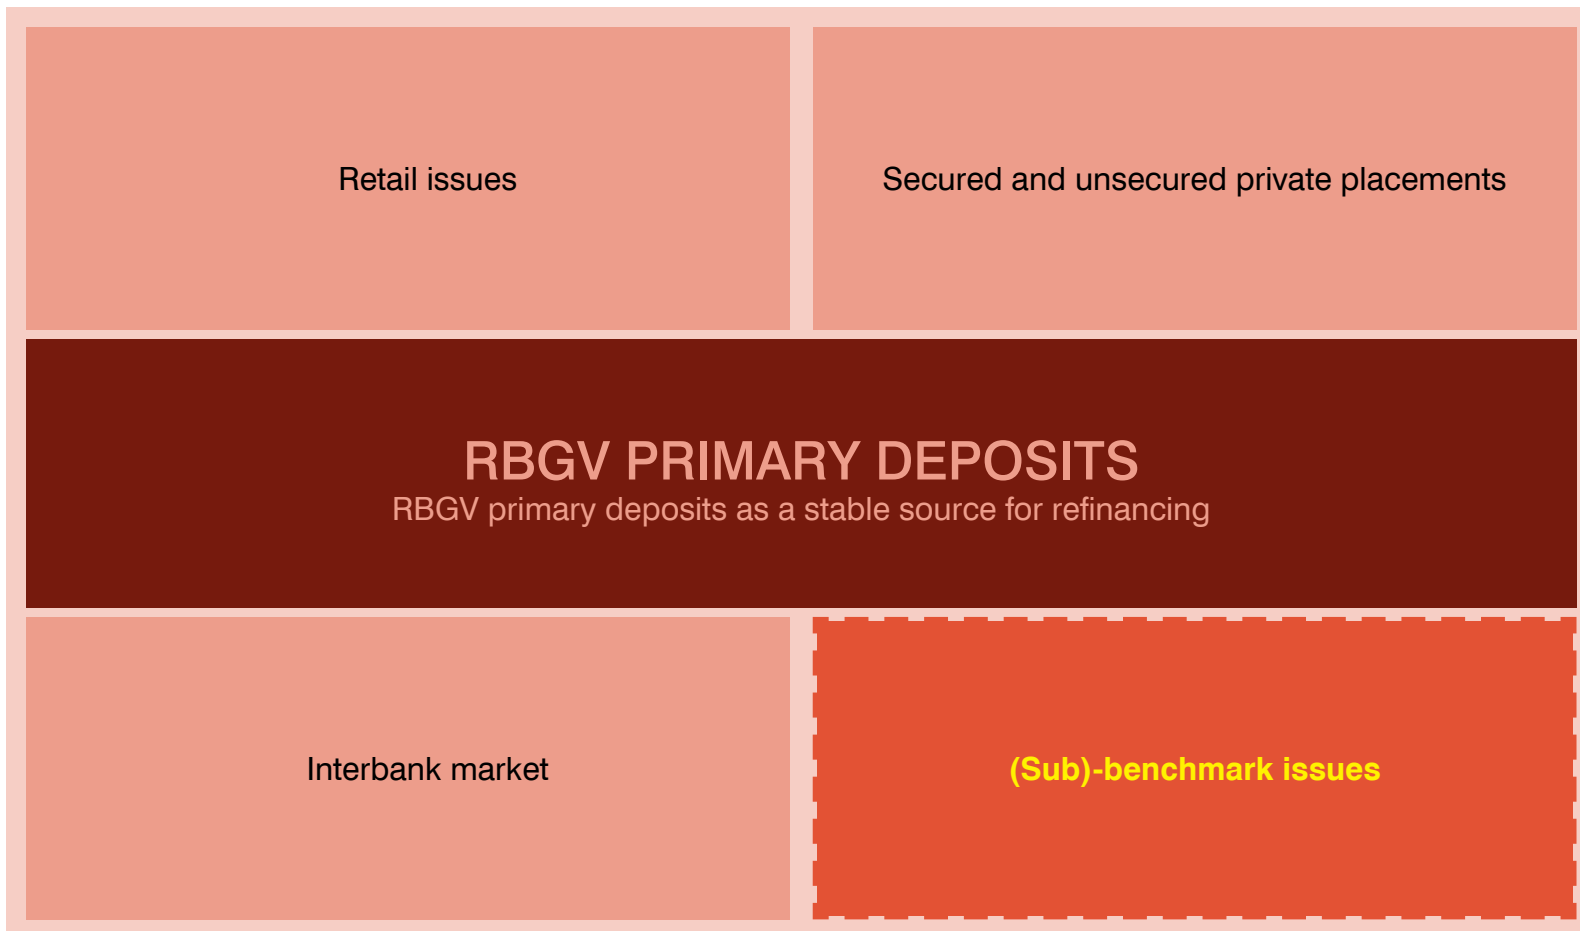 Retail issues
Secured and unsecured private placements
RBGV PRIMARY DEPOSITS
RBGV primary deposits as a stable source for refinancing
Interbank market
(Sub)-benchmark issues